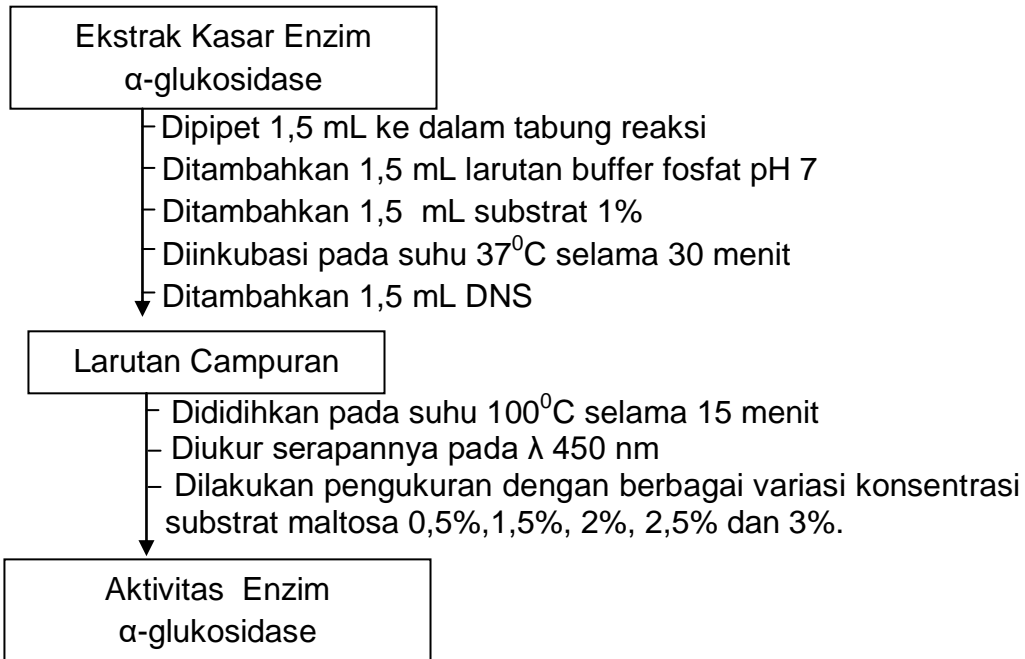 Ekstrak Kasar Enzim
α-glukosidase
Dipipet 1,5 mL ke dalam tabung reaksi
Ditambahkan 1,5 mL larutan buffer fosfat pH 7
Ditambahkan 1,5 mL substrat 1%
Diinkubasi pada suhu 37⁰C selama 30 menit
Ditambahkan 1,5 mL DNS
Larutan Campuran
Dididihkan pada suhu 100⁰C selama 15 menit
Diukur serapannya pada λ 450 nm
Dilakukan pengukuran dengan berbagai variasi konsentrasi
substrat maltosa 0,5%,1,5%, 2%, 2,5% dan 3%.
Aktivitas Enzim
α-glukosidase